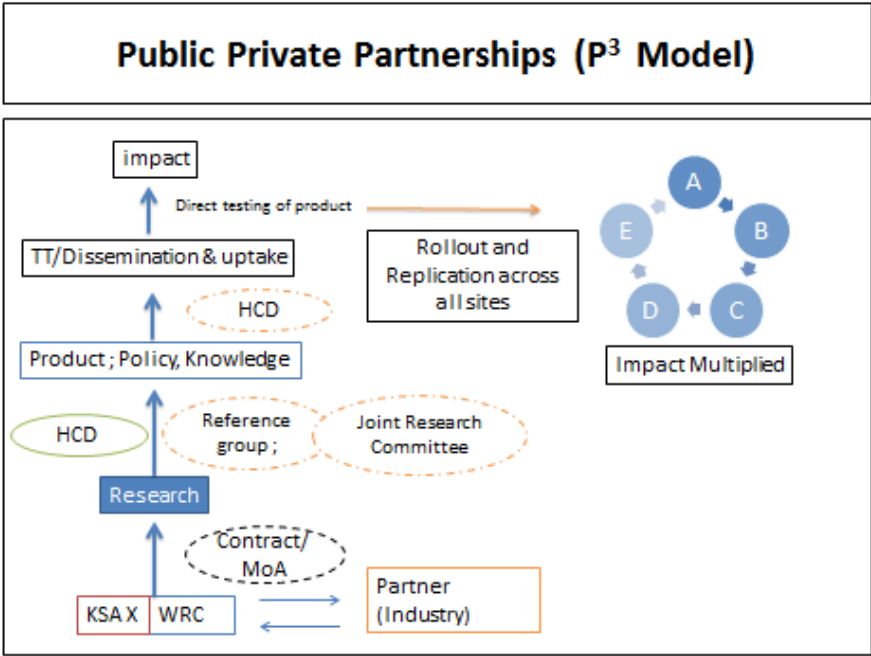 Public Private Partnerships (P³ Model)
impact
Direct testing of product
TT/Dissemination & uptake
Rollout and
Replication across
all sites
A
B
C
D
E
Impact Multiplied
HCD
Product ; Policy, Knowledge
HCD
Reference
group ;
Joint Research
Committee
Research
Contract/
MoA
KSA X
WRC
Partner
(Industry)